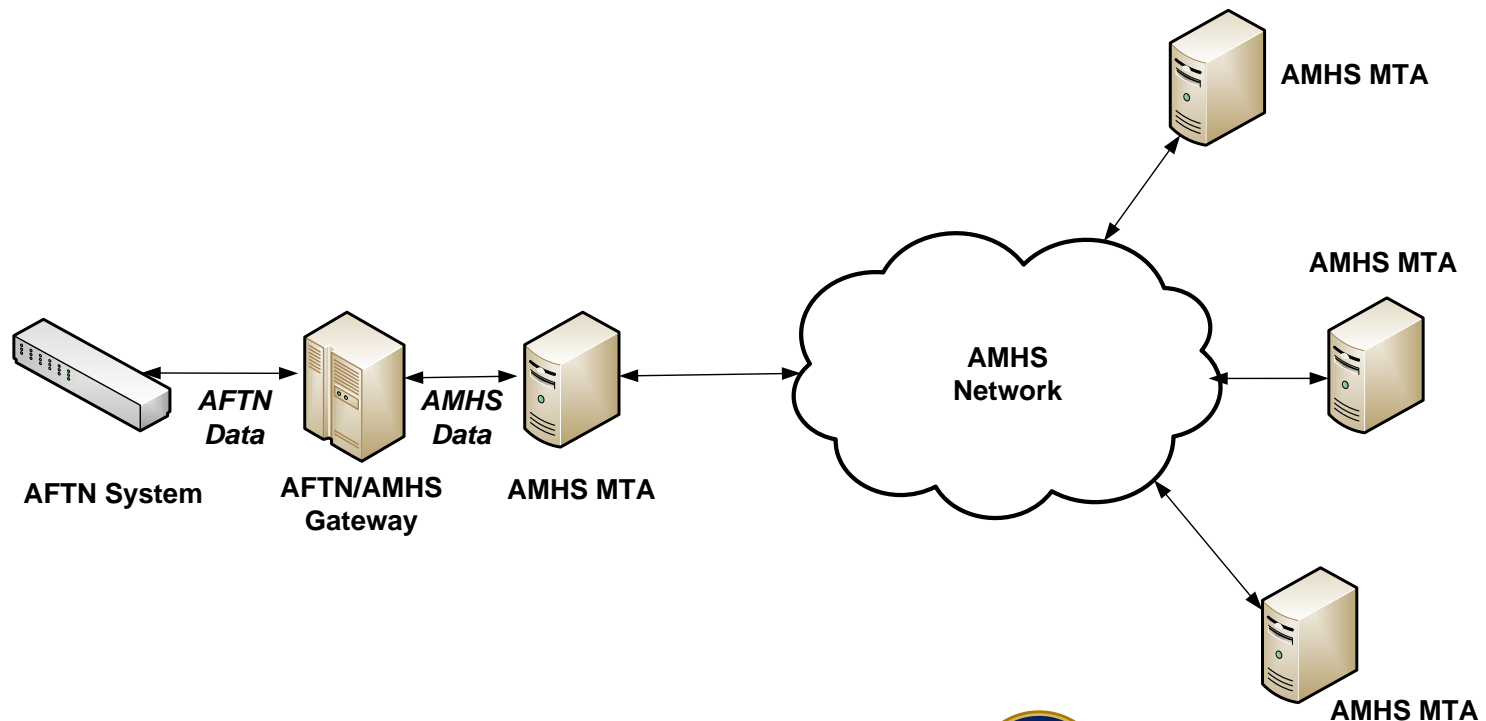 AMHS MTA
AMHS MTA
AMHS
Network
AFTN
Data
AMHS
Data
AFTN System
AFTN/AMHS
Gateway
AMHS MTA
AMHS MTA